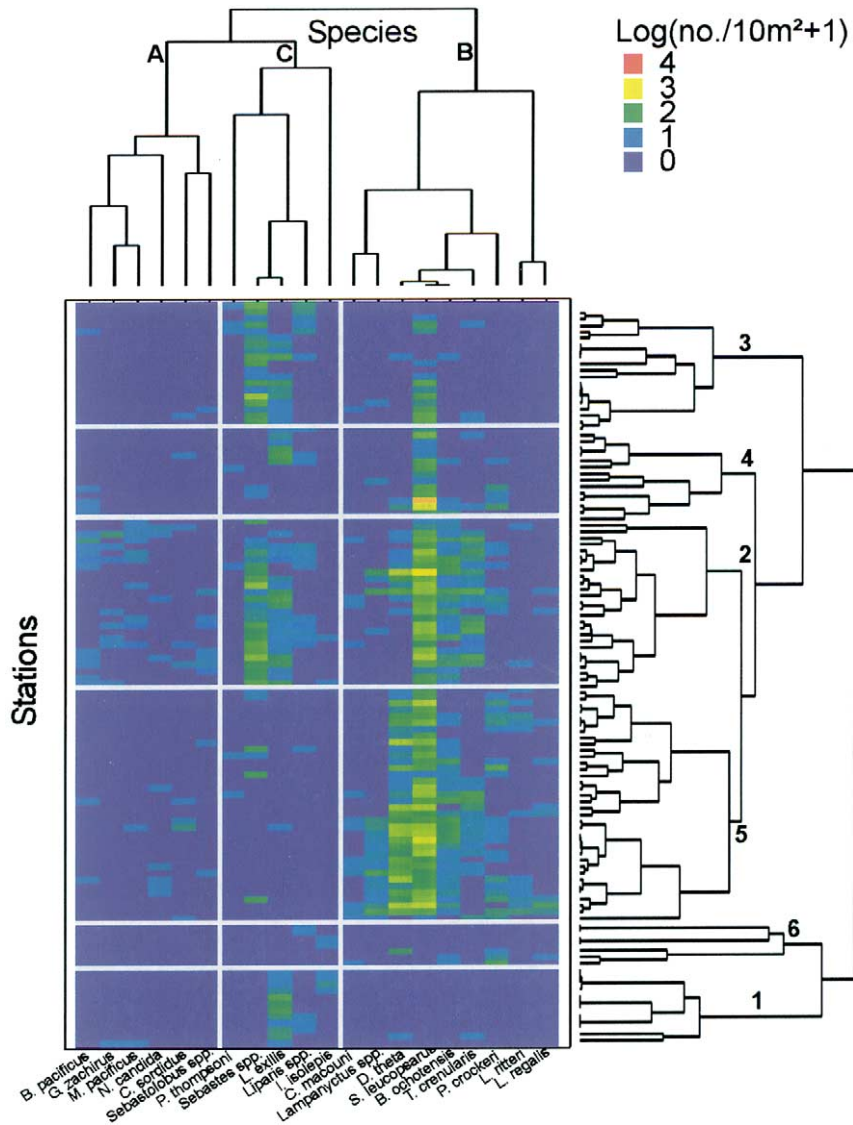 Species
A
C
B
Log(no./10m²+1)
4
3
2
1
0
3
4
2
5
6
1
Stations
B. pacificus
G. zachirus
M. pacificus
N. candida
C. sordidus
Sebastolobus spp.
P. thompsoni
Sebastes spp.
L. exilis
Liparis spp.
I. isolepis
C. macouni
Lampanyctus spp.
D. theta
S. leucopsarus
B. ochotensis
T. crenularis
P. crockeri
L. ritteri
L. regalis